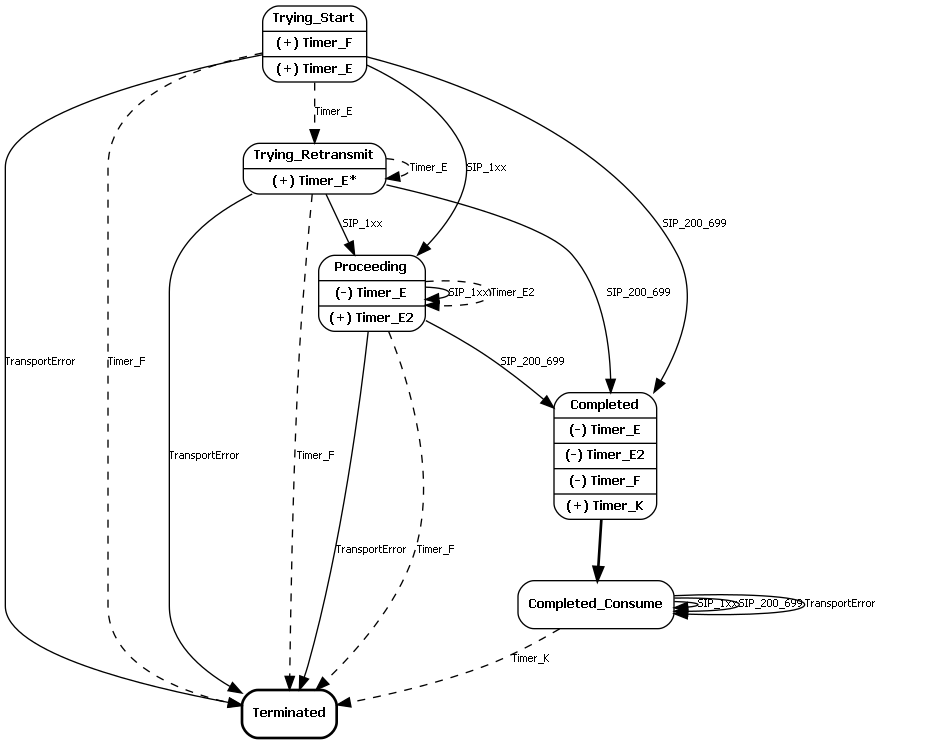 Trying_Start
(+) Timer_F
(+) Timer_E
Timer_E
Trying_Retransmit
(+) Timer_E*
Timer_E
SIP_1xx
SIP_1xx
SIP_200_699
Proceeding
(-) Timer_E
(+) Timer_E2
SIP_1xx
Timer_E2
SIP_200_699
TransportError
Timer_F
SIP_200_699
Completed
(-) Timer_E
(-) Timer_E2
(-) Timer_F
(+) Timer_K
TransportError
Timer_F
TransportError
Timer_F
Completed_Consume
SIP_1xx
SIP_200_699
TransportError
Timer_K
Terminated